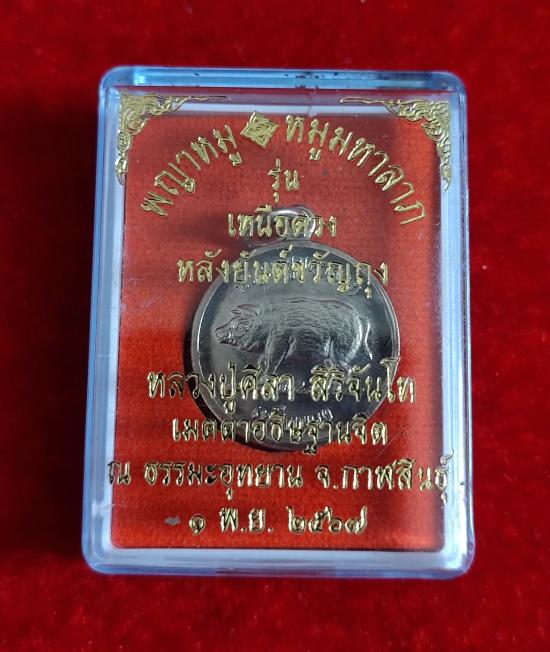 พญาหมู หมูมหาลาภ
รุ่น
เหนือดวง
หลังยันต์ขวัญถุง
หลวงปู่ศิลา สิริจันโท
เมตตาอธิษฐานจิต
ณ ธรรมะอุทยาน จ.กาฬสินธุ์
๑ พ.ย. ๒๕๖๗